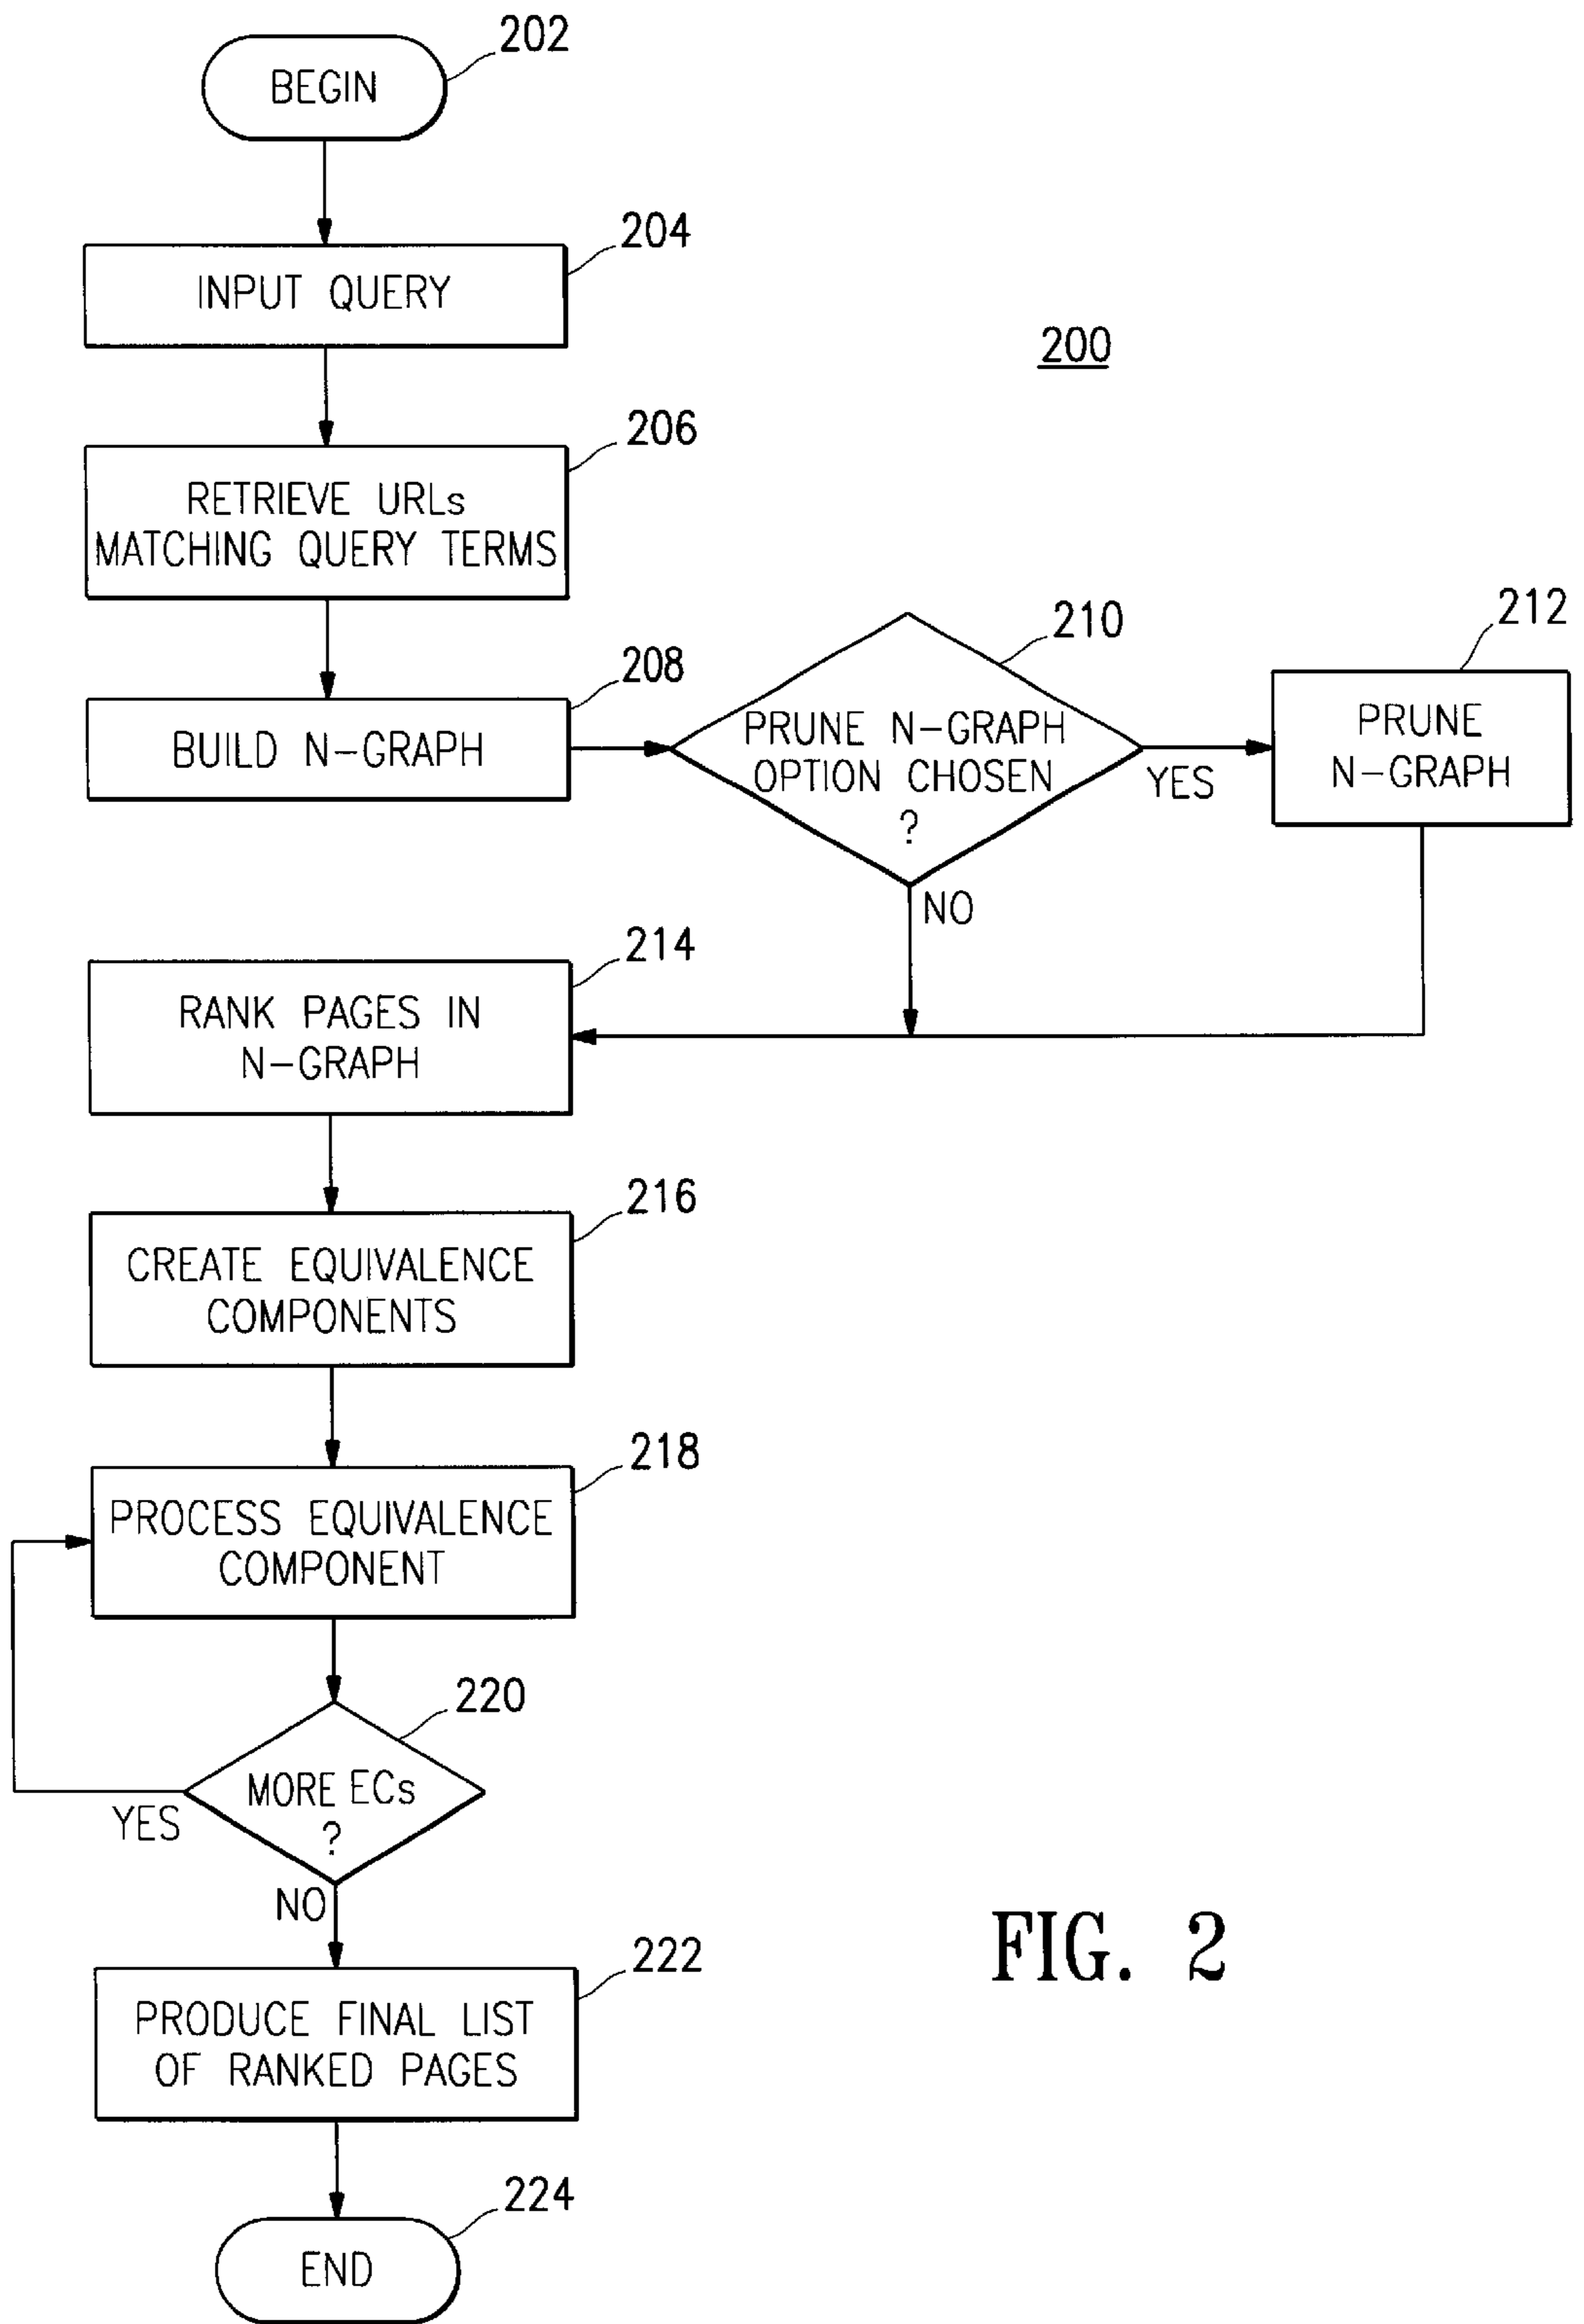 202
BEGIN
204
INPUT QUERY
200
206
RETRIEVE URLs
MATCHING QUERY TERMS
208
BUILD N-GRAPH
210
PRUNE N-GRAPH
OPTION CHOSEN
?
YES
NO
212
PRUNE
N-GRAPH
214
RANK PAGES IN
N-GRAPH
216
CREATE EQUIVALENCE
COMPONENTS
218
PROCESS EQUIVALENCE
COMPONENT
220
MORE ECs
?
YES
NO
222
PRODUCE FINAL LIST
OF RANKED PAGES
224
END
FIG. 2